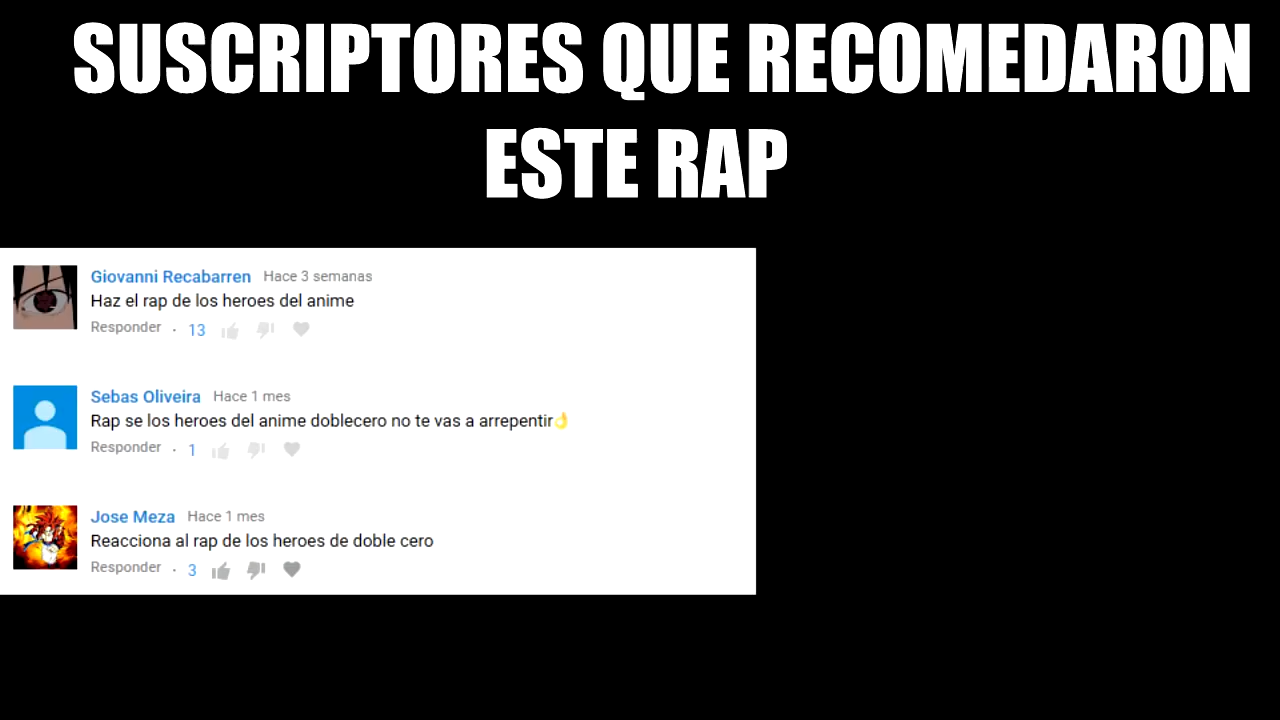 SUSCRIPTORES QUE RECOMEDARON
ESTE RAP
Giovanni Recabarren Hace 3 semanas
Haz el rap de los heroes del anime
Responder · 13
Sebas Oliveira Hace 1 mes
Rap se los heroes del anime doblecero no te vas a arrepentir👌
Responder · 1
Jose Meza Hace 1 mes
Reacciona al rap de los heroes de doble cero
Responder · 3